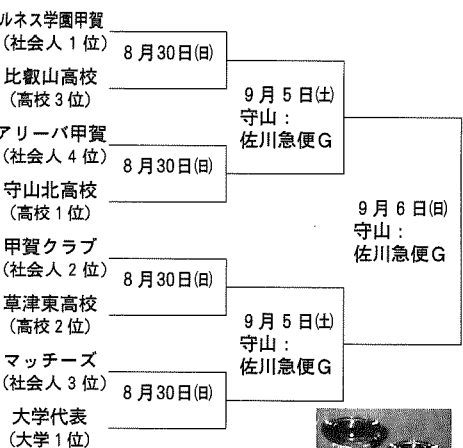 ルネス学園甲賀
(社会人1位)
8月30日(日)
比叡山高校
(高校3位)
9月5日(土)
守山：
佐川急便G
アリーバ甲賀
(社会人4位)
8月30日(日)
守山北高校
(高校1位)
9月6日(日)
守山：
佐川急便G
甲賀クラブ
(社会人2位)
8月30日(日)
草津東高校
(高校2位)
9月5日(土)
守山：
佐川急便G
マッチーズ
(社会人3位)
8月30日(日)
大学代表
(大学1位)